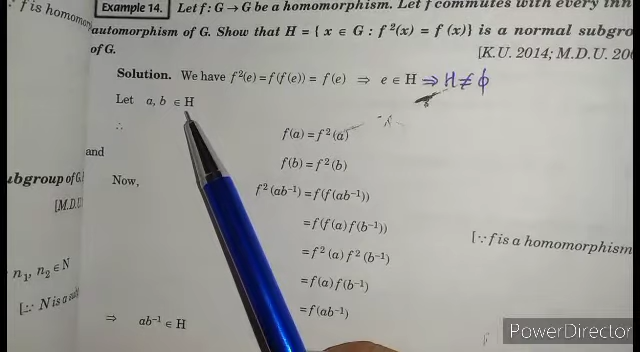 ∵ f is homomor
Example 14. Let f : G → G be a homomorphism. Let f commutes with every inn
automorphism of G. Show that H = { x ∈ G : f²(x) = f (x)} is a normal subgro
of G. [K.U. 2014; M.D.U. 200
Solution. We have f²(e) = f(f(e)) = f(e) ⇒ e ∈ H ⇒ H ≠ ϕ
Let a, b ∈ H
∴ f(a) = f²(a)
and f(b) = f²(b)
ubgroup of G.
Now, f²(ab⁻¹) = f(f(ab⁻¹))
[M.D.U
= f(f(a) f(b⁻¹))
= f²(a) f²(b⁻¹) [∵ f is a homomorphism
n₁, n₂ ∈ N
= f(a) f(b⁻¹)
[∵ N is a
= f(ab⁻¹)
⇒ ab⁻¹ ∈ H
PowerDirector